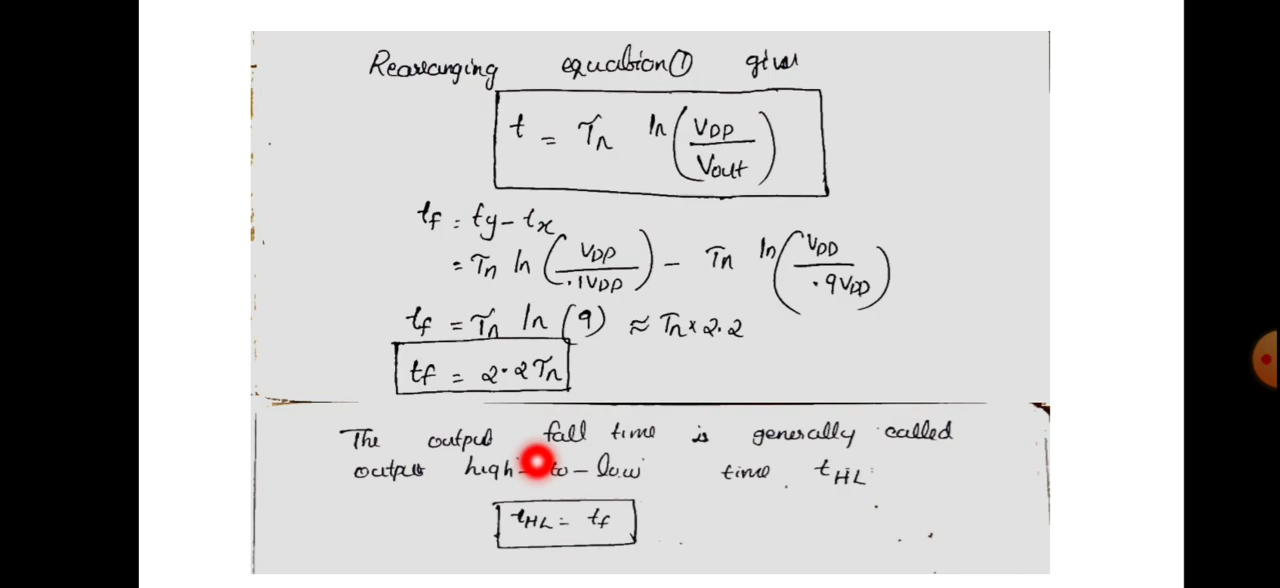 Rearranging equation① gives
t = τn ln(VDD/Vout)
tf = ty - tx
= τn ln(VDD/.1VDD) - τn ln(VDD/.9VDD)
tf = τn ln(9) ≈ τn × 2.2
tf = 2.2τn
The output fall time is generally called
output high-to-low time tHL
tHL = tf